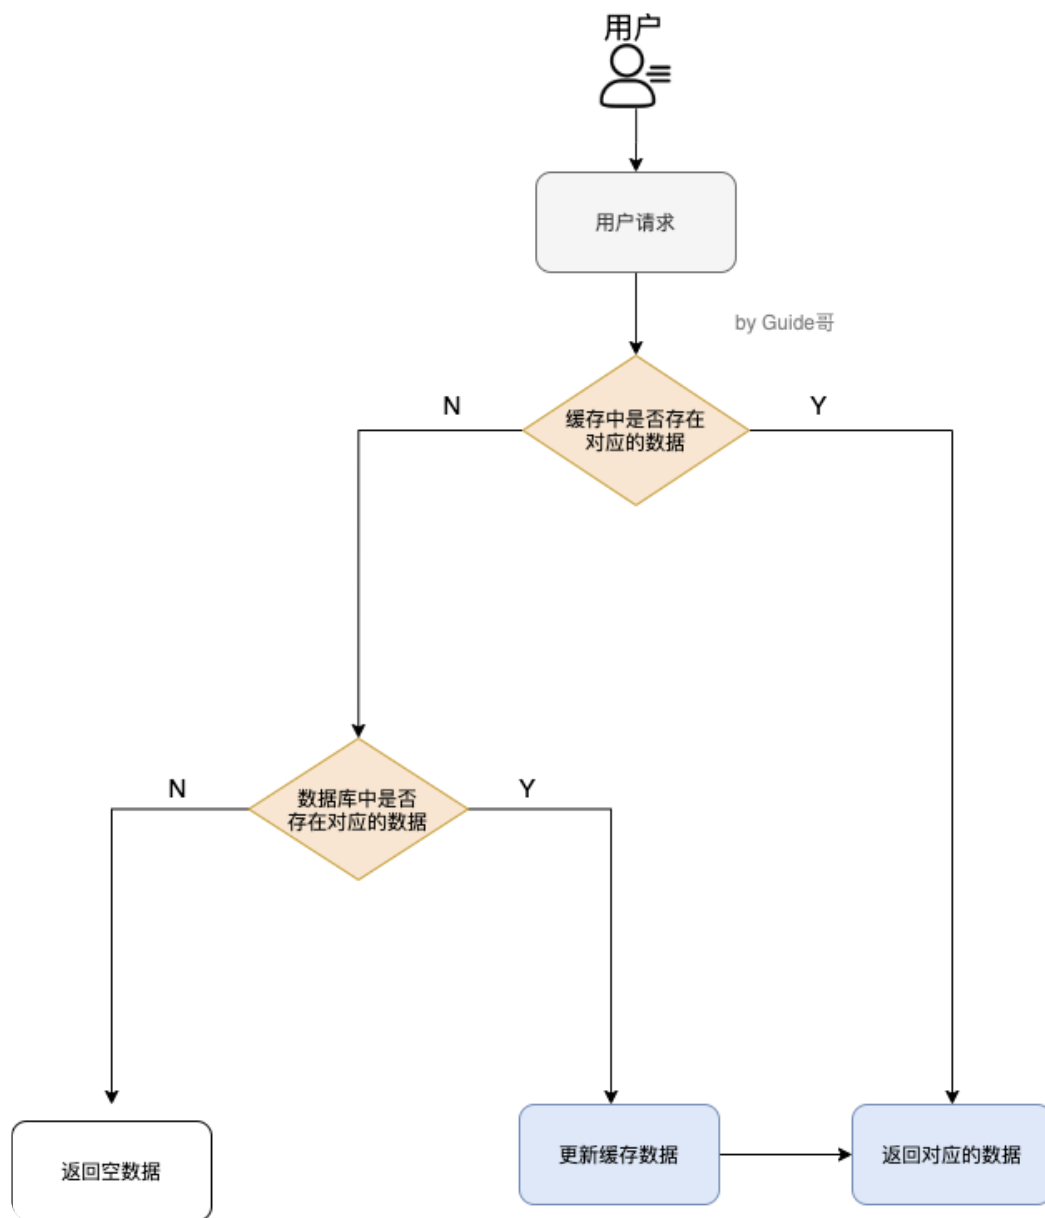 用户
用户请求
by Guide哥
N
Y
缓存中是否存在
对应的数据
N
Y
数据库中是否
存在对应的数据
返回空数据
更新缓存数据
返回对应的数据